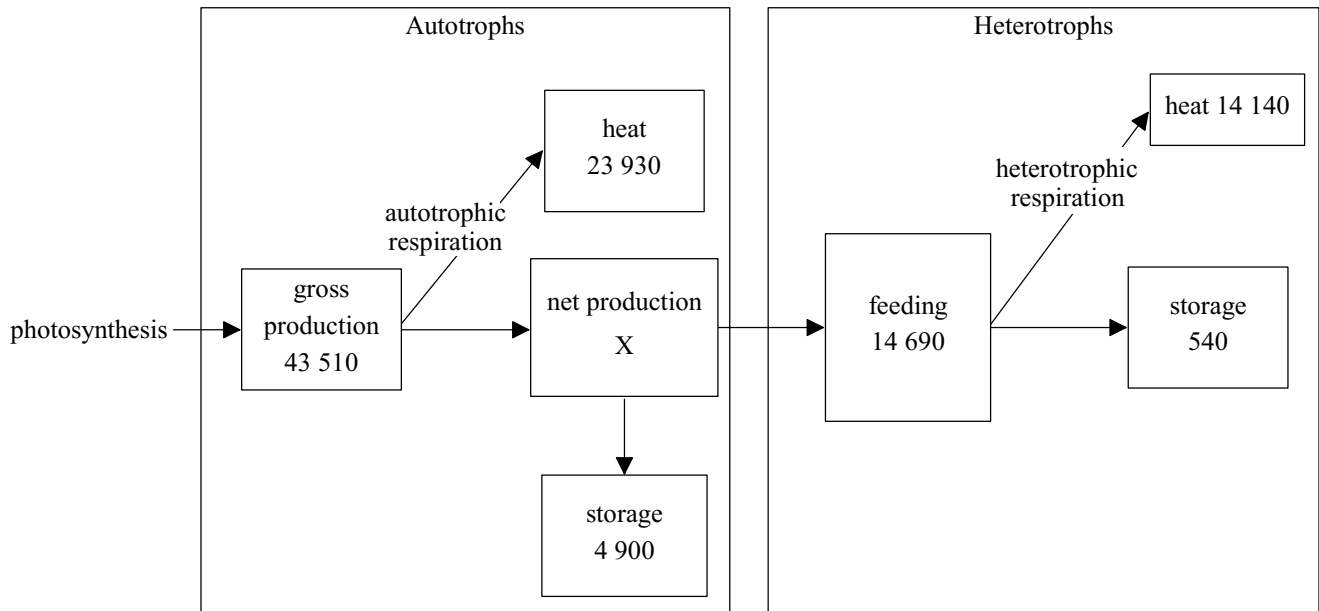 Autotrophs
Heterotrophs
heat
23 930
heat 14 140
autotrophic
respiration
heterotrophic
respiration
photosynthesis
gross
production
43 510
net production
X
feeding
14 690
storage
540
storage
4 900